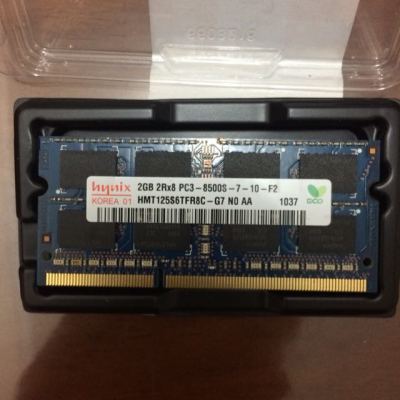 hynix
KOREA 01
2GB 2Rx8 PC3-8500S-7-10-F2
HMT125S6TFR8C-G7 N0 AA 1037
ECO